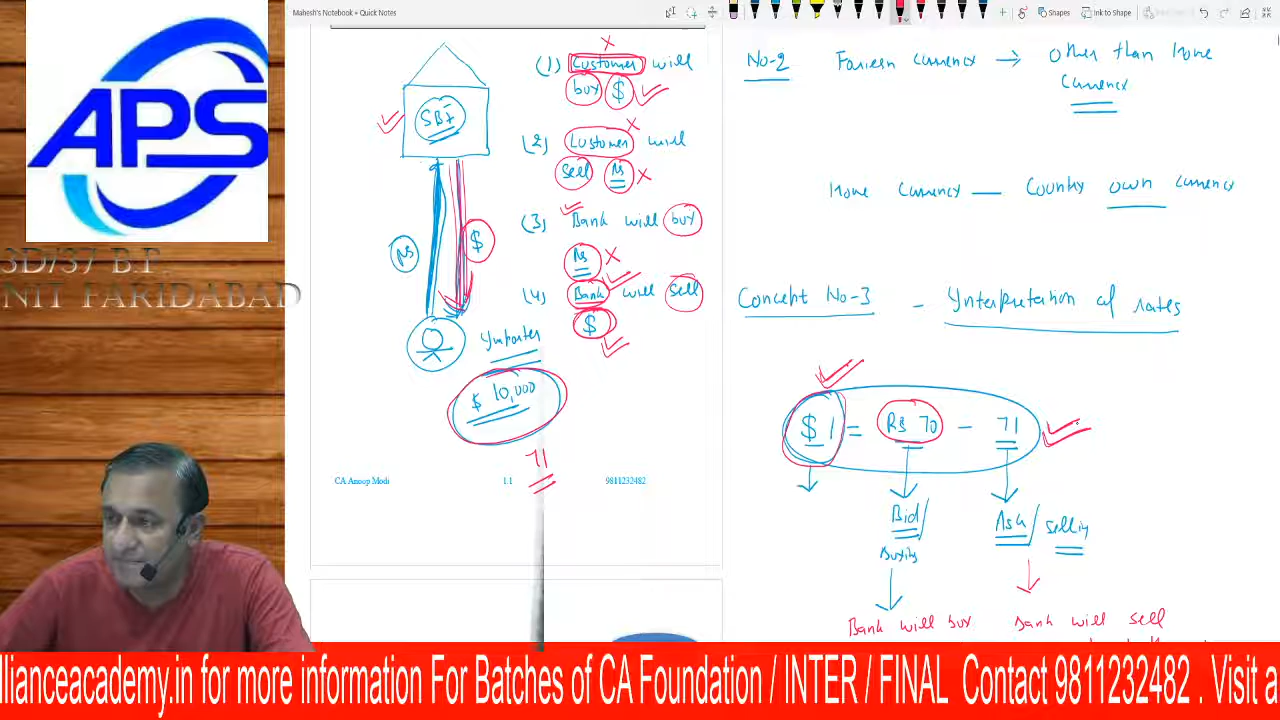 Mahesh's Notebook + Quick Notes
Shapes
Ink to Shape
APS
3D/37 B.P.
NIT FARIDABAD
SBI
Rs
$
Importer
$ 10,000
71
(1) Customer will
buy $
(2) Customer will
sell Rs
(3) Bank will buy
Rs
(4) Bank will sell
$
CA Anoop Modi
1.1
9811232482
No-2 Foriesn currency → other than Home
Currency
Home Currency — Country own currency
Concept No-3 - Ynterpretation of rates
$ 1 = Rs 70 - 71
Bid/
Buying
Ask/ selling
Bank will buy
Bank will sell
llianceacademy.in for more information For Batches of CA Foundation / INTER / FINAL Contact 9811232482 . Visit a